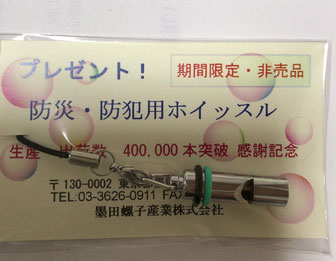 プレゼント！ 期間限定・非売品
防災・防犯用ホイッスル
生産 出荷数 400,000本突破 感謝記念
〒130-0002 東京都
TEL:03-3626-0911 FAX
墨田螺子産業株式会社